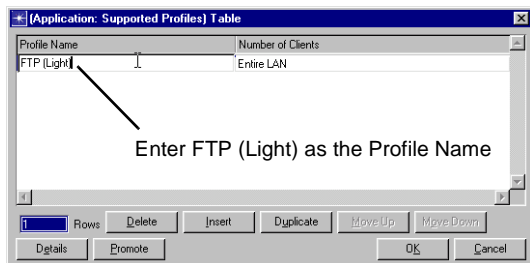 (Application: Supported Profiles) Table
Profile Name Number of Clients
FTP (Light) Entire LAN
Enter FTP (Light) as the Profile Name
1 Rows Delete Insert Duplicate Move Up Move Down
Details Promote OK Cancel